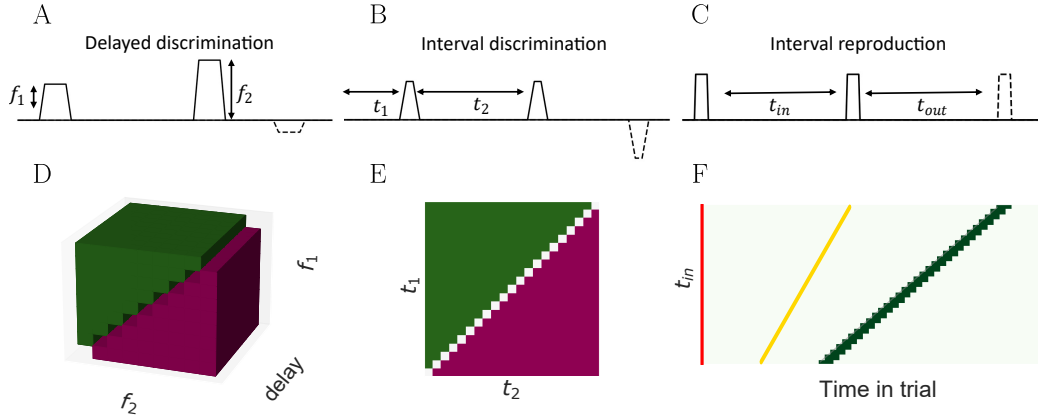 A
Delayed discrimination
f₁
f₂
B
Interval discrimination
t₁
t₂
C
Interval reproduction
tᵢₙ
tₒᵤₜ
D
f₁
f₂
delay
E
t₁
t₂
F
tᵢₙ
Time in trial